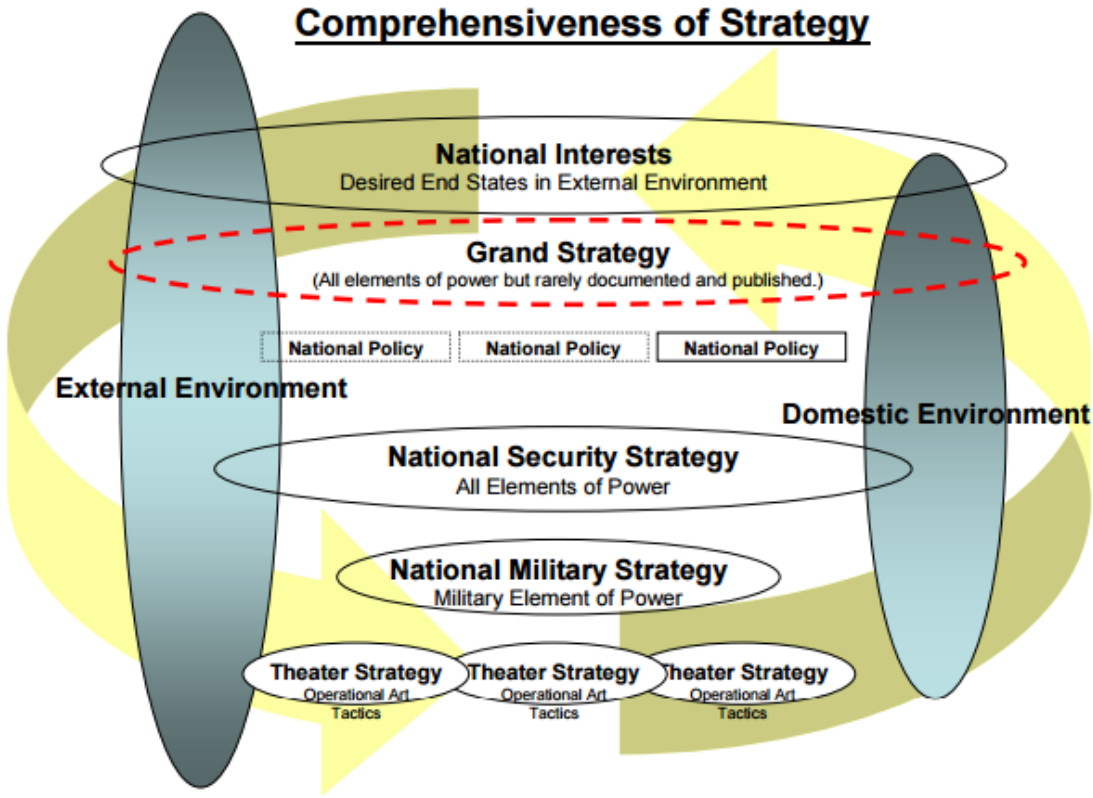 Comprehensiveness of Strategy
National Interests
Desired End States in External Environment
Grand Strategy
(All elements of power but rarely documented and published.)
National Policy
National Policy
National Policy
External Environment
Domestic Environment
National Security Strategy
All Elements of Power
National Military Strategy
Military Element of Power
Theater Strategy
Operational Art
Tactics
Theater Strategy
Operational Art
Tactics
Theater Strategy
Operational Art
Tactics